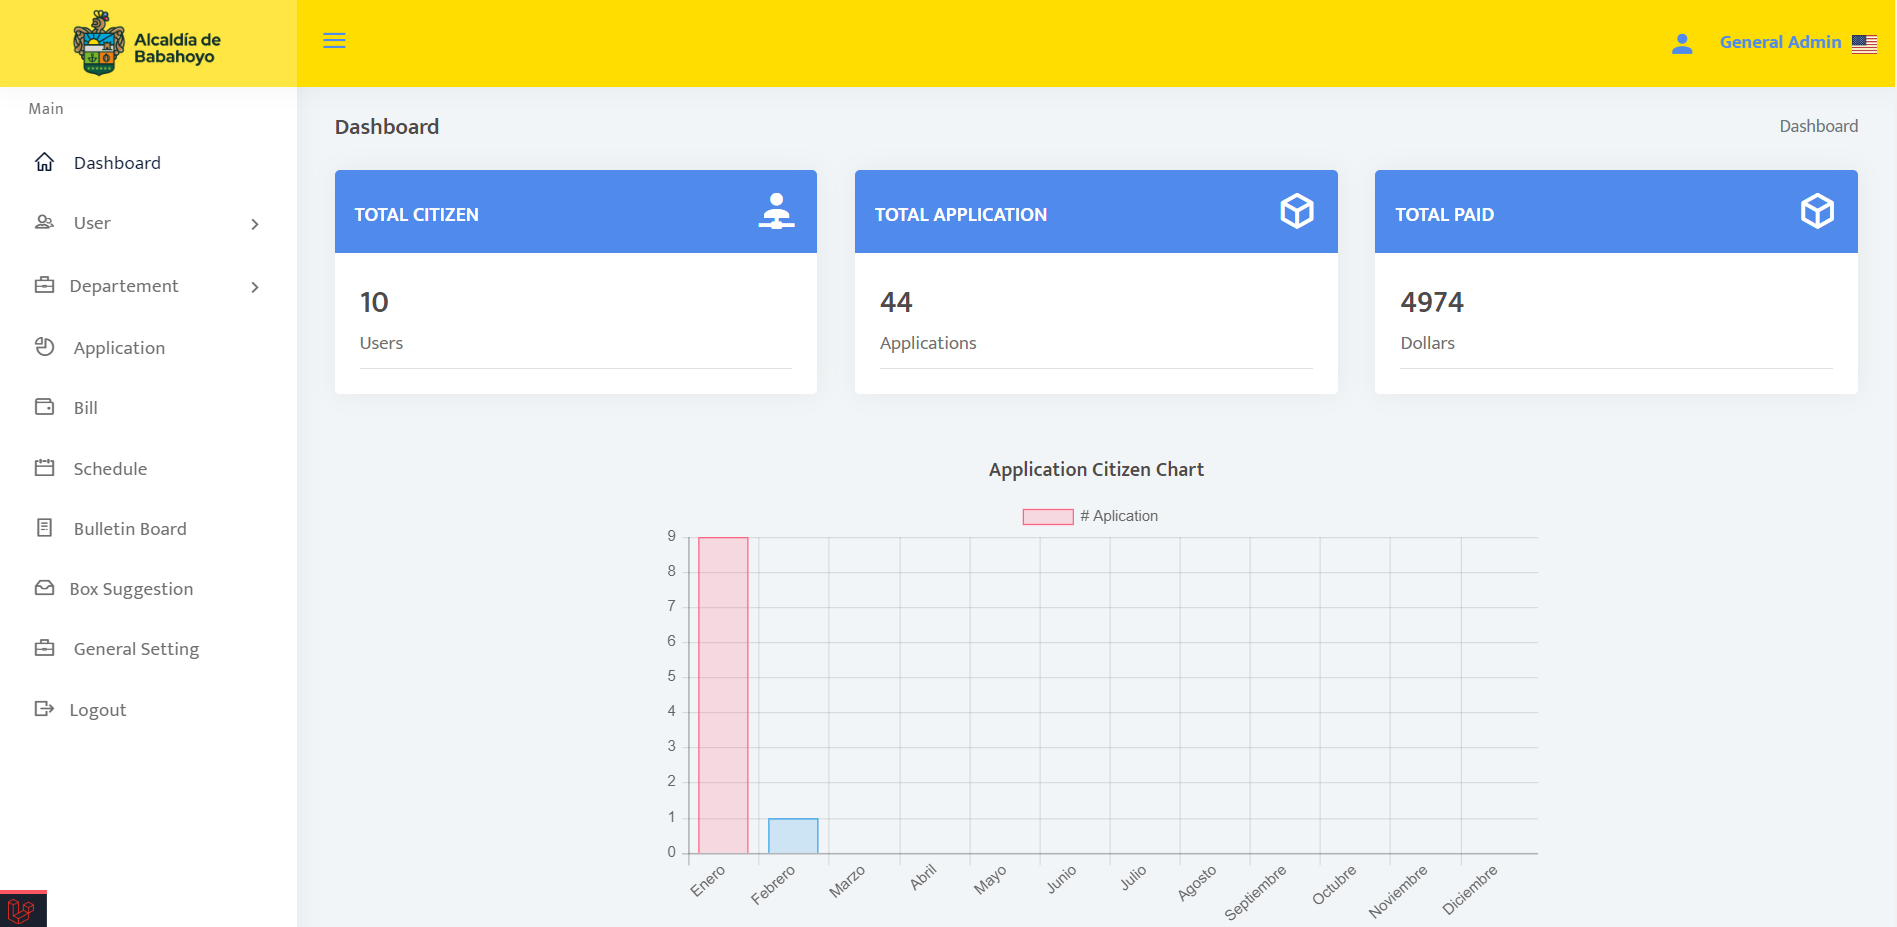 Alcaldía de
Babahoyo
General Admin
Main
Dashboard
User
Departement
Application
Bill
Schedule
Bulletin Board
Box Suggestion
General Setting
Logout
Dashboard
Dashboard
TOTAL CITIZEN
10
Users
TOTAL APPLICATION
44
Applications
TOTAL PAID
4974
Dollars
Application Citizen Chart
# Aplication
9
8
7
6
5
4
3
2
1
0
Enero
Febrero
Marzo
Abril
Mayo
Junio
Julio
Agosto
Septiembre
Octubre
Noviembre
Diciembre